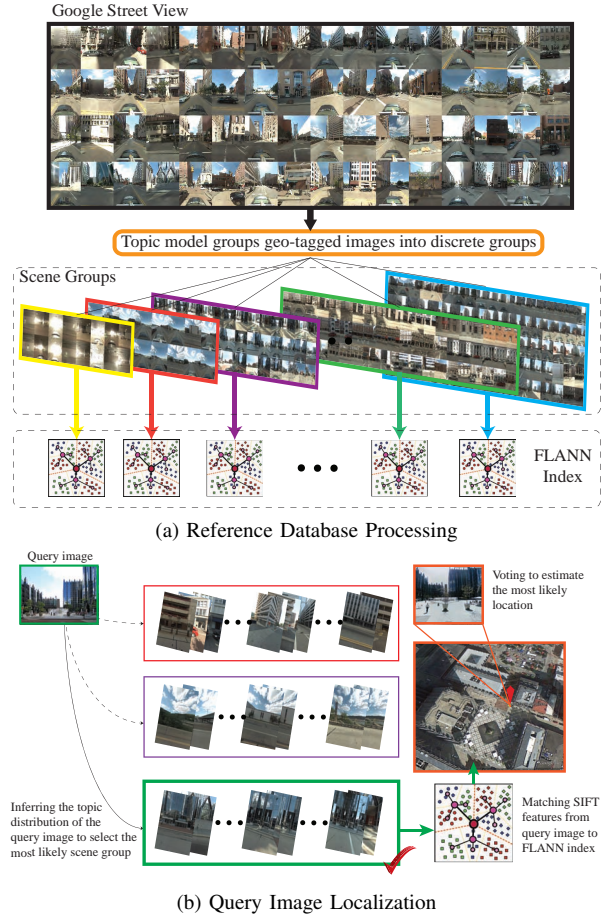 Google Street View
Topic model groups geo-tagged images into discrete groups
Scene Groups
FLANN
Index
(a) Reference Database Processing
Query image
Voting to estimate
the most likely
location
Inferring the topic
distribution of the
query image to select the
most likely scene group
Matching SIFT
features from
query image to
FLANN index
(b) Query Image Localization